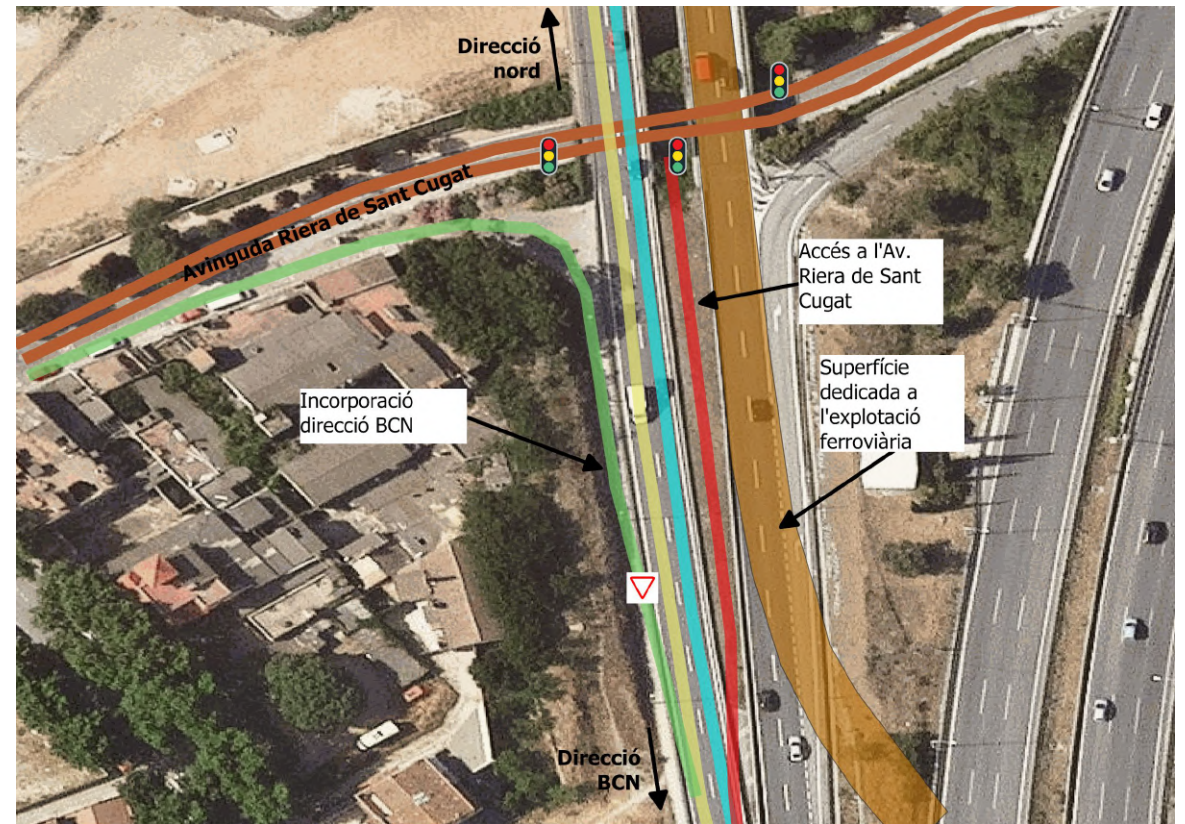 Direcció
nord
Avinguda Riera de Sant Cugat
Accés a l'Av.
Riera de Sant
Cugat
Superfície
dedicada a
l'explotació
ferroviària
Incorporació
direcció BCN
Direcció
BCN